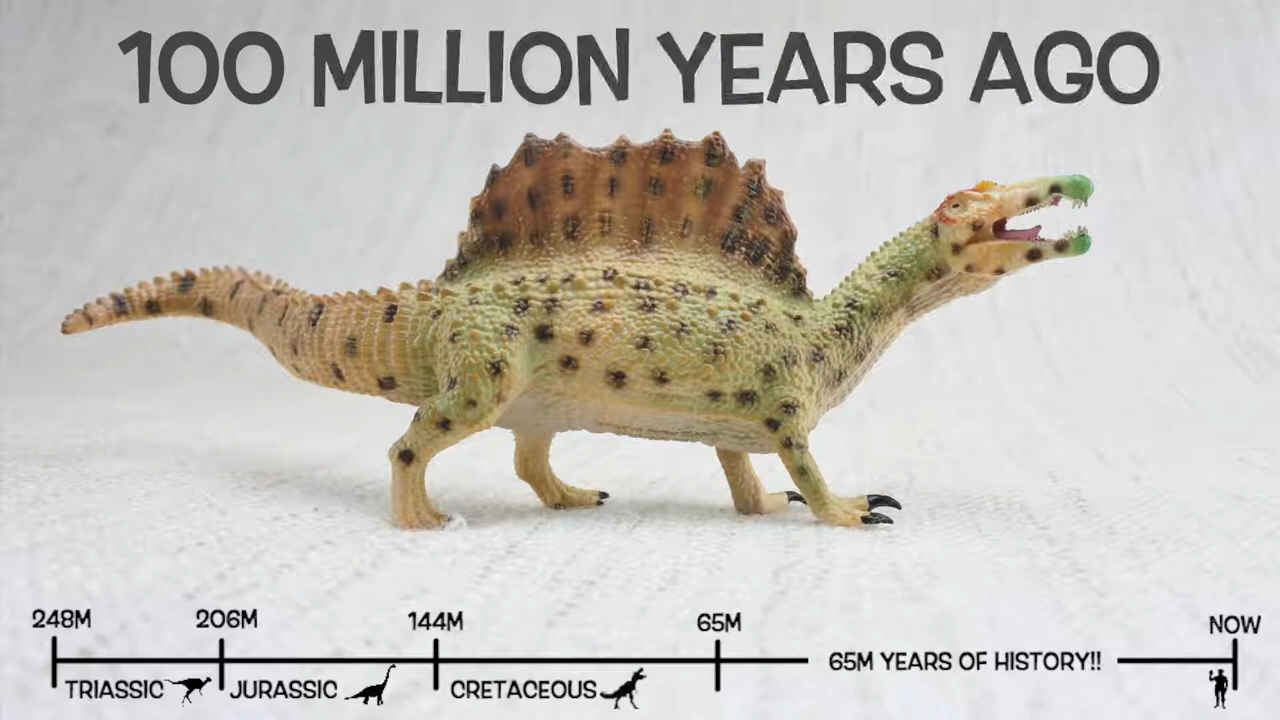 100 MILLION YEARS AGO
248M 206M 144M 65M NOW
65M YEARS OF HISTORY!!
TRIASSIC JURASSIC CRETACEOUS